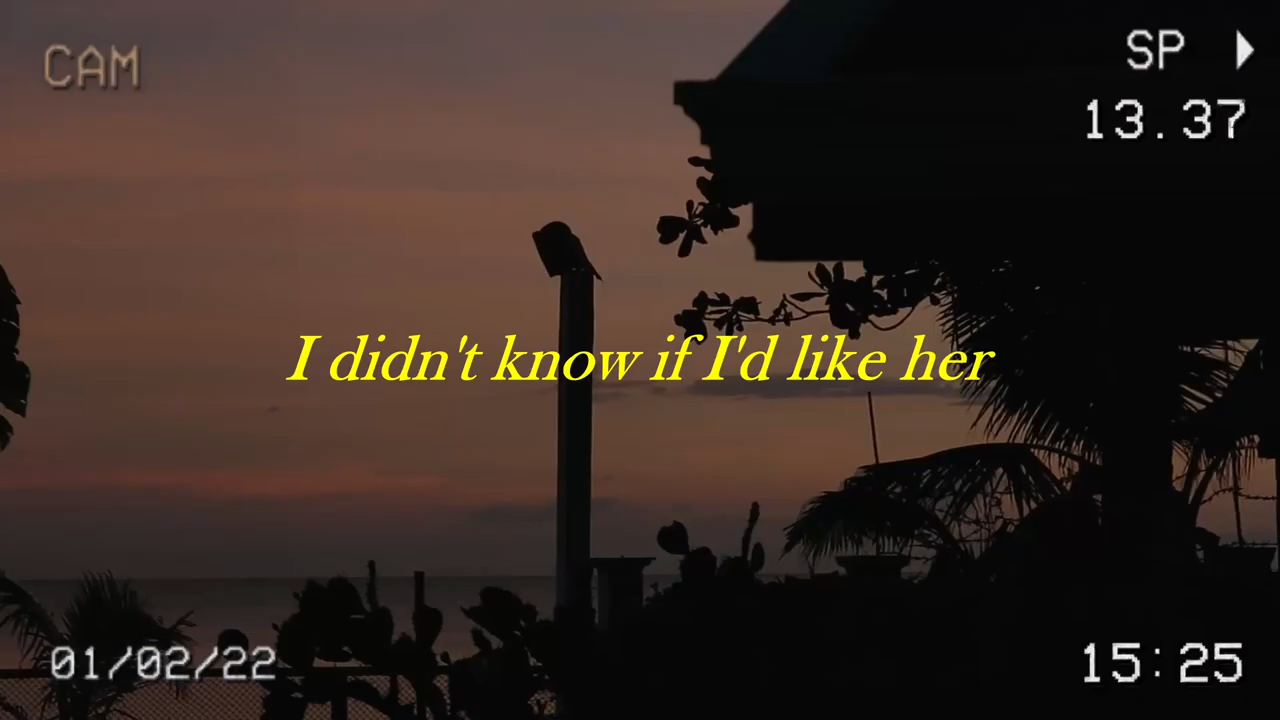 CAM
SP
13.37
I didn't know if I'd like her
01/02/22
15:25